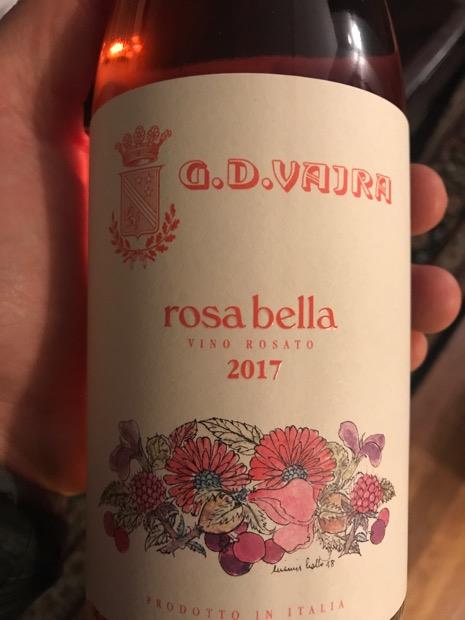 G.D.VAJRA
rosa bella
VINO ROSATO
2017
PRODOTTO IN ITALIA